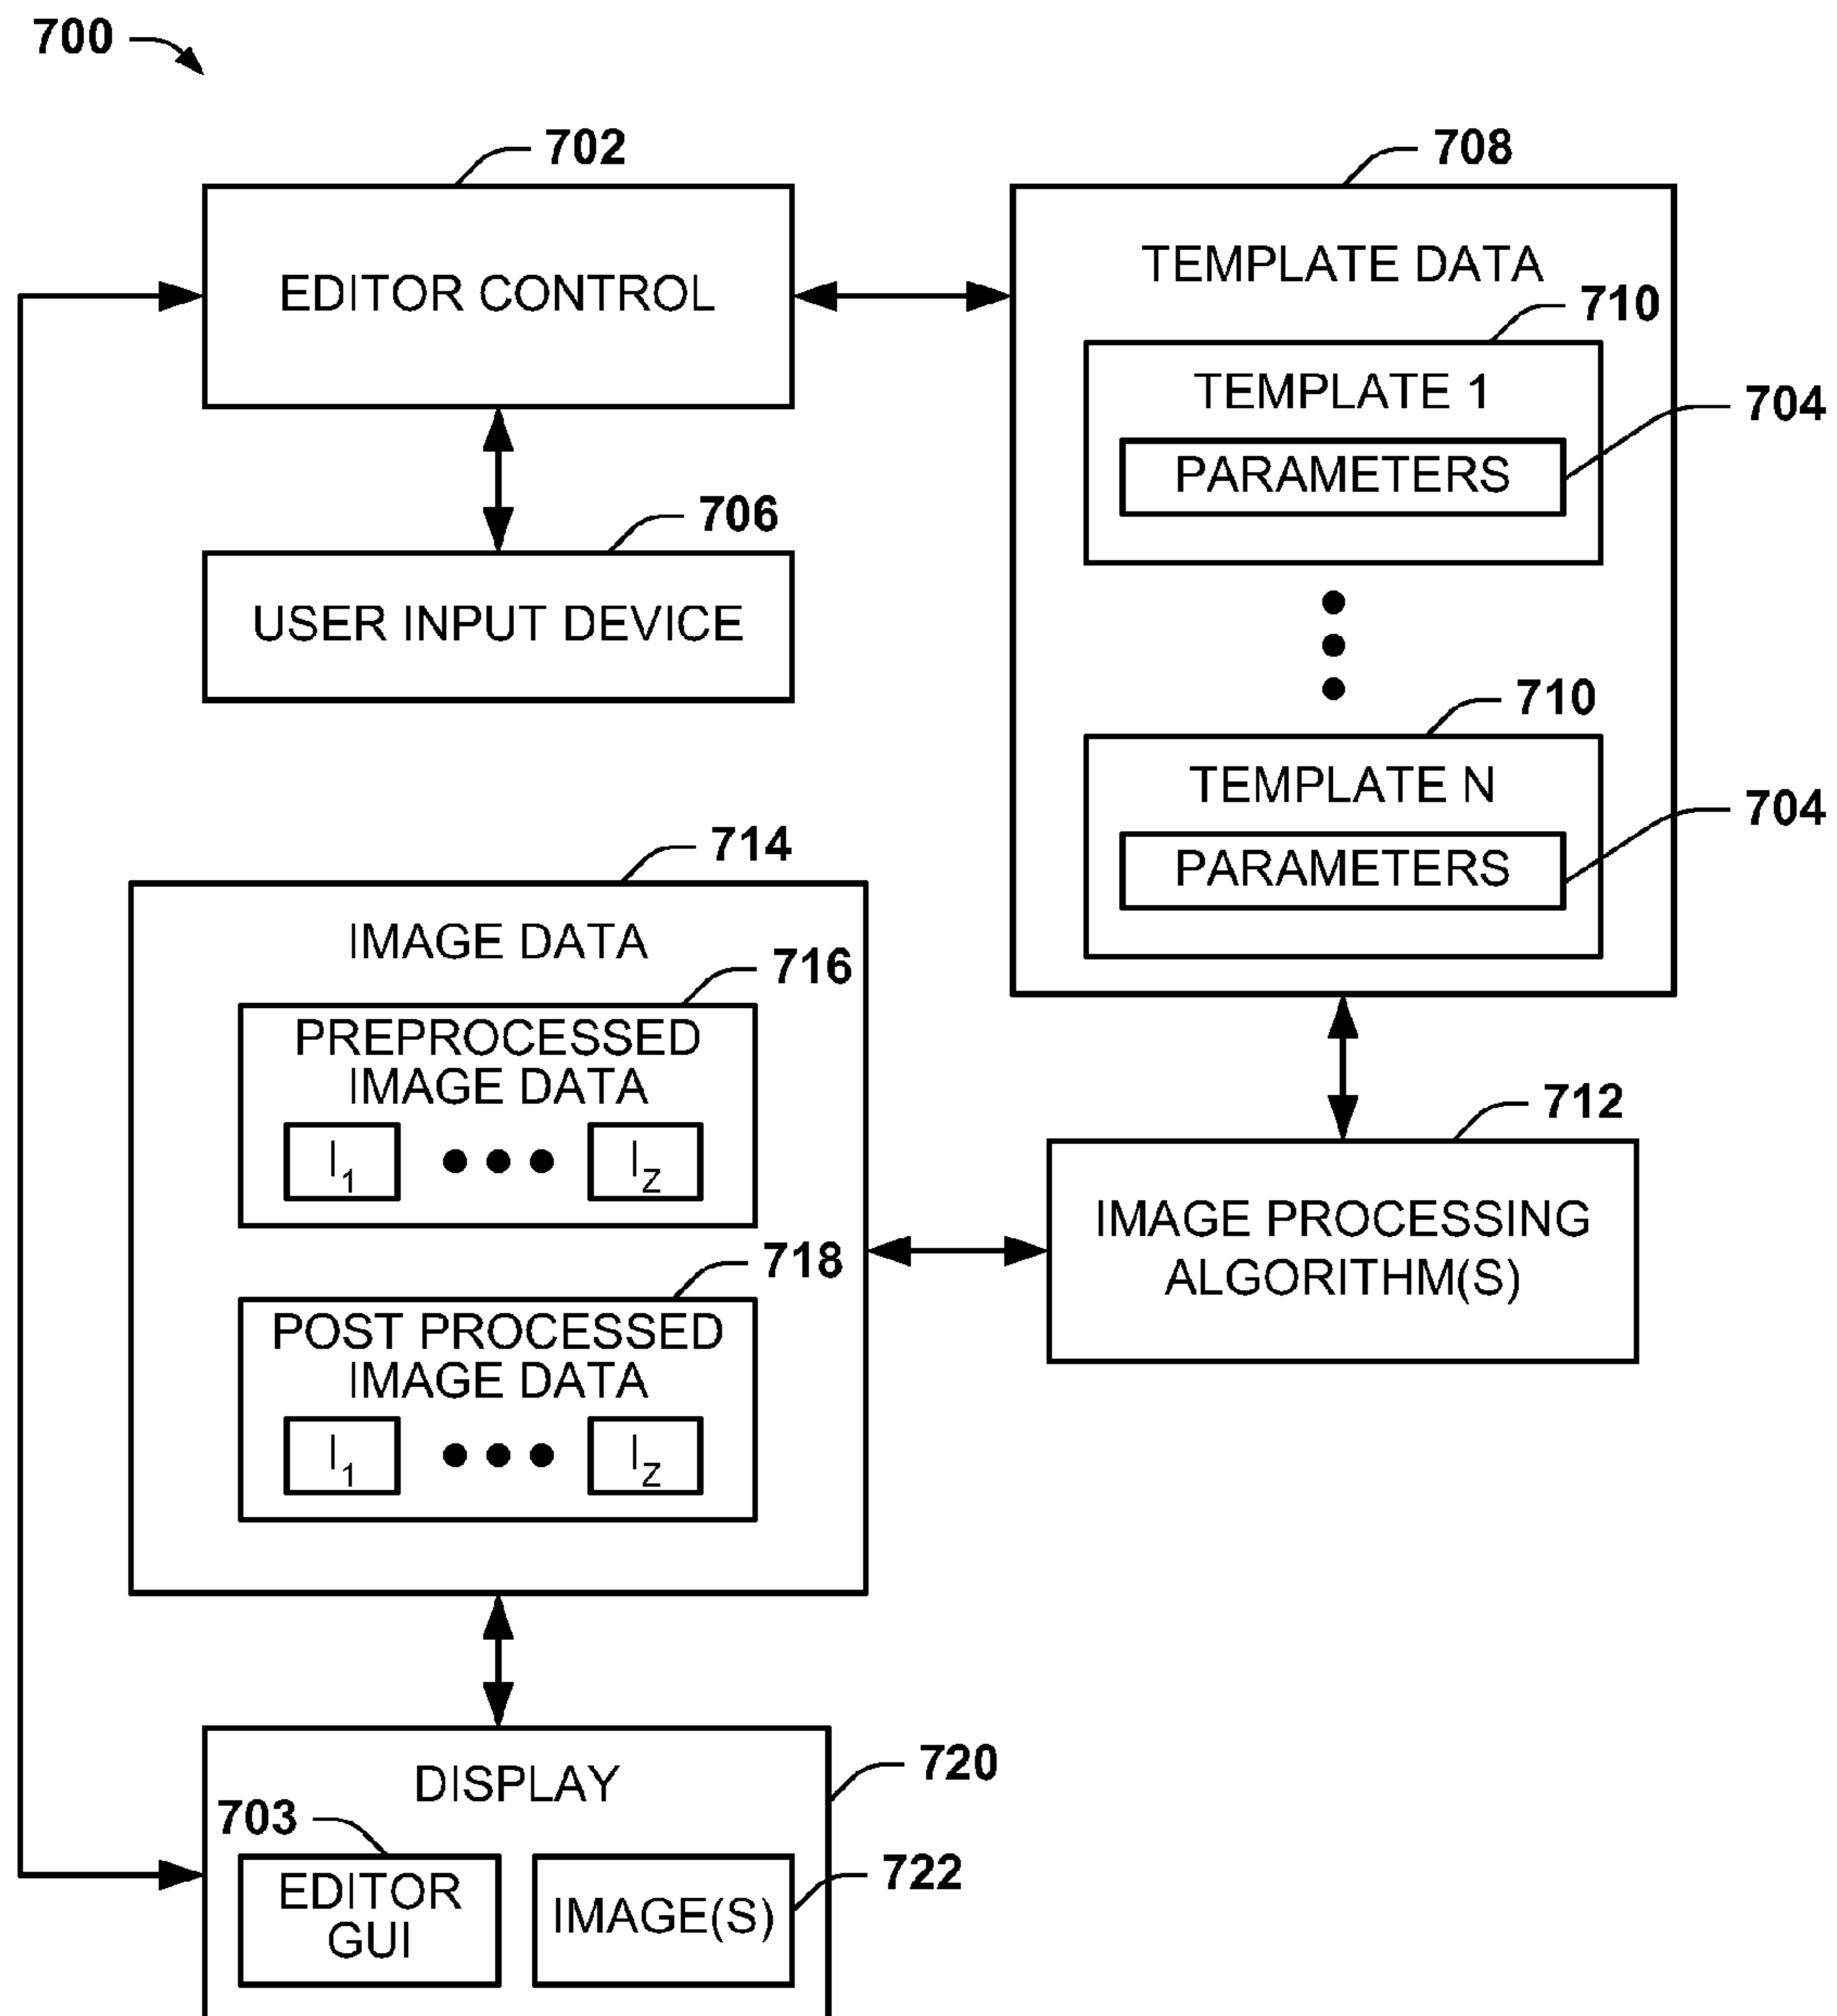 700
702
EDITOR CONTROL
706
USER INPUT DEVICE
708
TEMPLATE DATA
710
TEMPLATE 1
704
PARAMETERS
710
TEMPLATE N
704
PARAMETERS
714
IMAGE DATA
716
PREPROCESSED
IMAGE DATA
I1 IZ
718
POST PROCESSED
IMAGE DATA
I1 IZ
712
IMAGE PROCESSING
ALGORITHM(S)
720
DISPLAY
703
EDITOR
GUI
722
IMAGE(S)